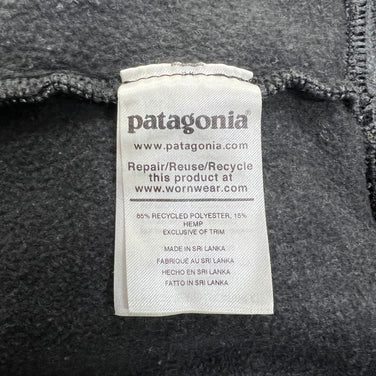 patagonia®
www.patagonia.com
Repair/Reuse/Recycle
this product at
www.wornwear.com
85% RECYCLED POLYESTER, 15%
HEMP
EXCLUSIVE OF TRIM
MADE IN SRI LANKA
FABRIQUÉ AU SRI LANKA
HECHO EN SRI LANKA
FATTO IN SRI LANKA